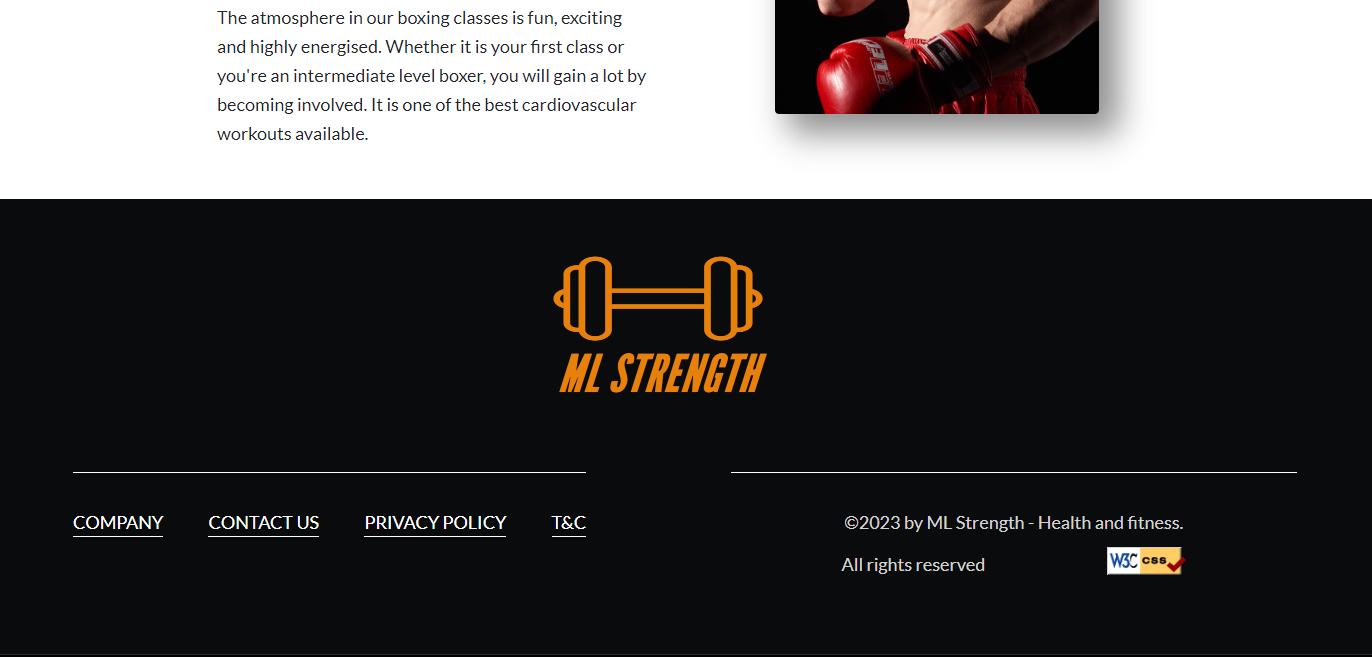 The atmosphere in our boxing classes is fun, exciting
and highly energised. Whether it is your first class or
you're an intermediate level boxer, you will gain a lot by
becoming involved. It is one of the best cardiovascular
workouts available.
ML STRENGTH
COMPANY CONTACT US PRIVACY POLICY T&C
©2023 by ML Strength - Health and fitness.
All rights reserved
W3C css